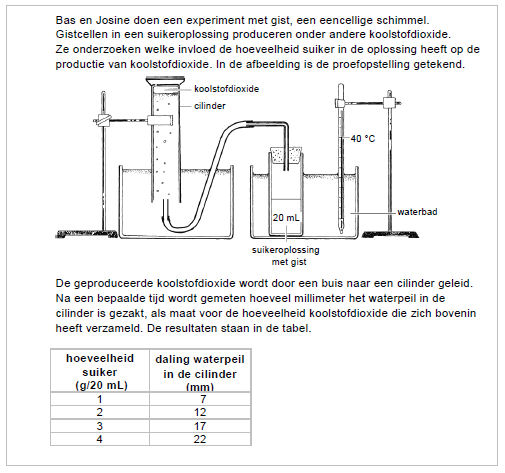 Bas en Josine doen een experiment met gist, een eencellige schimmel.
Gistcellen in een suikeroplossing produceren onder andere koolstofdioxide.
Ze onderzoeken welke invloed de hoeveelheid suiker in de oplossing heeft op de
productie van koolstofdioxide. In de afbeelding is de proefopstelling getekend.
koolstofdioxide
cilinder
40 °C
20 mL
waterbad
suikeroplossing
met gist
De geproduceerde koolstofdioxide wordt door een buis naar een cilinder geleid.
Na een bepaalde tijd wordt gemeten hoeveel millimeter het waterpeil in de
cilinder is gezakt, als maat voor de hoeveelheid koolstofdioxide die zich bovenin
heeft verzameld. De resultaten staan in de tabel.
hoeveelheid daling waterpeil
suiker in de cilinder
(g/20 mL) (mm)
1 7
2 12
3 17
4 22